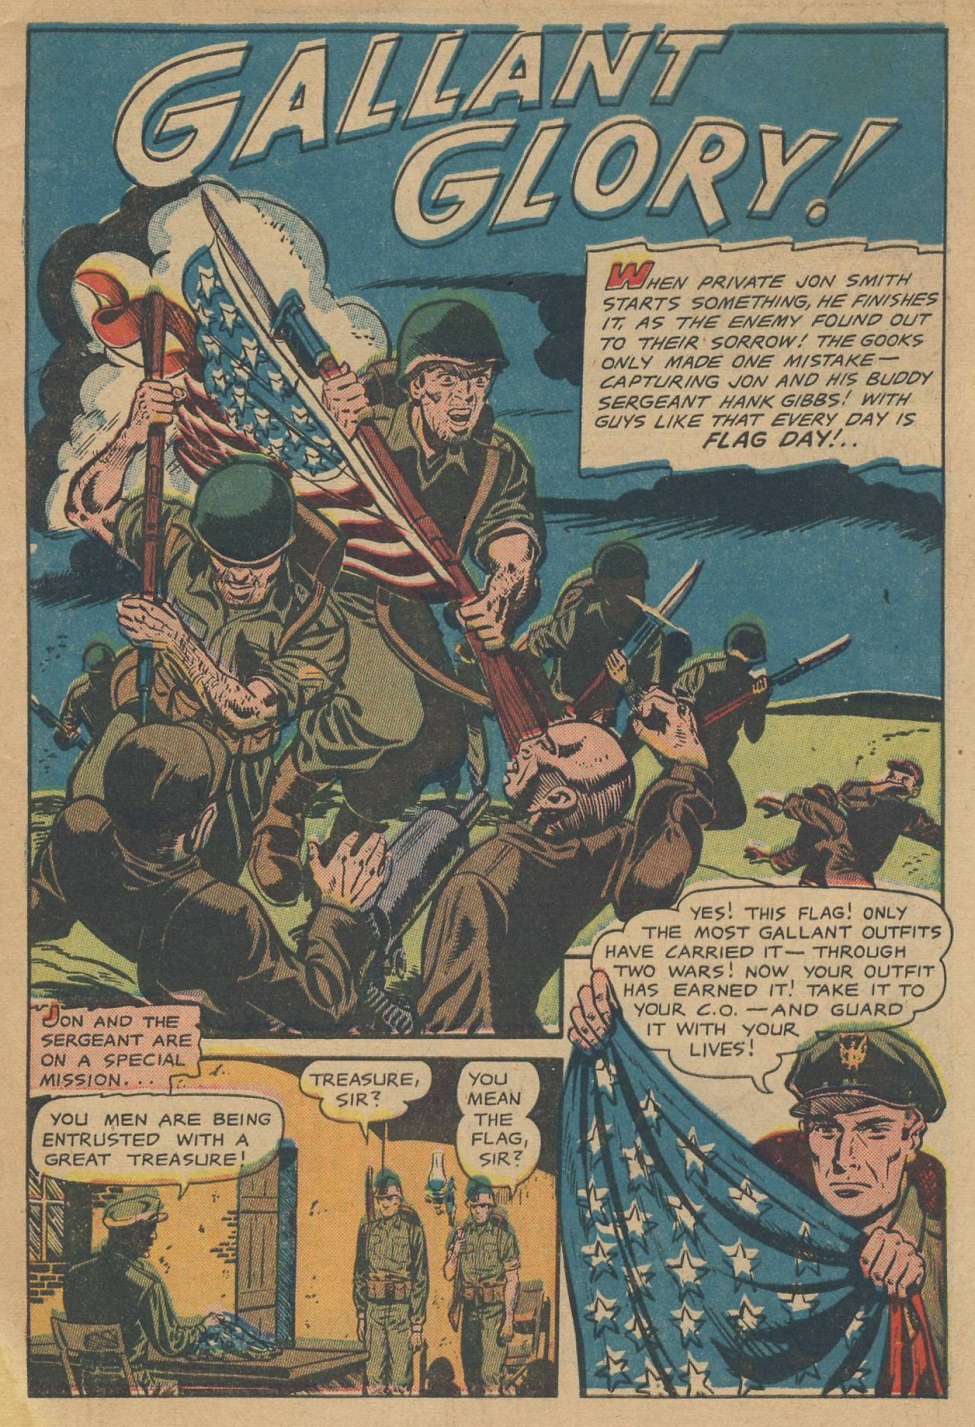 GALLANT
GLORY!
WHEN PRIVATE JON SMITH
STARTS SOMETHING, HE FINISHES
IT, AS THE ENEMY FOUND OUT
TO THEIR SORROW! THE GOOKS
ONLY MADE ONE MISTAKE—
CAPTURING JON AND HIS BUDDY
SERGEANT HANK GIBBS! WITH
GUYS LIKE THAT EVERY DAY IS
FLAG DAY!..
JON AND THE
SERGEANT ARE
ON A SPECIAL
MISSION...
YOU MEN ARE BEING
ENTRUSTED WITH A
GREAT TREASURE!
TREASURE,
SIR?
YOU
MEAN
THE
FLAG,
SIR?
YES! THIS FLAG! ONLY
THE MOST GALLANT OUTFITS
HAVE CARRIED IT— THROUGH
TWO WARS! NOW YOUR OUTFIT
HAS EARNED IT! TAKE IT TO
YOUR C.O. —AND GUARD
IT WITH YOUR
LIVES!